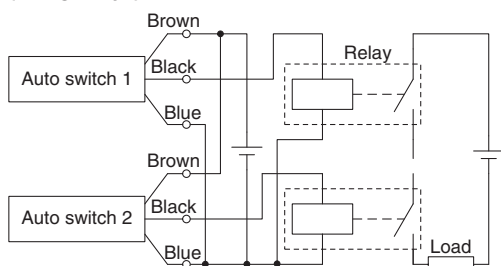 Brown
Relay
Auto switch 1
Black
Blue
Brown
Auto switch 2
Black
Blue
Load